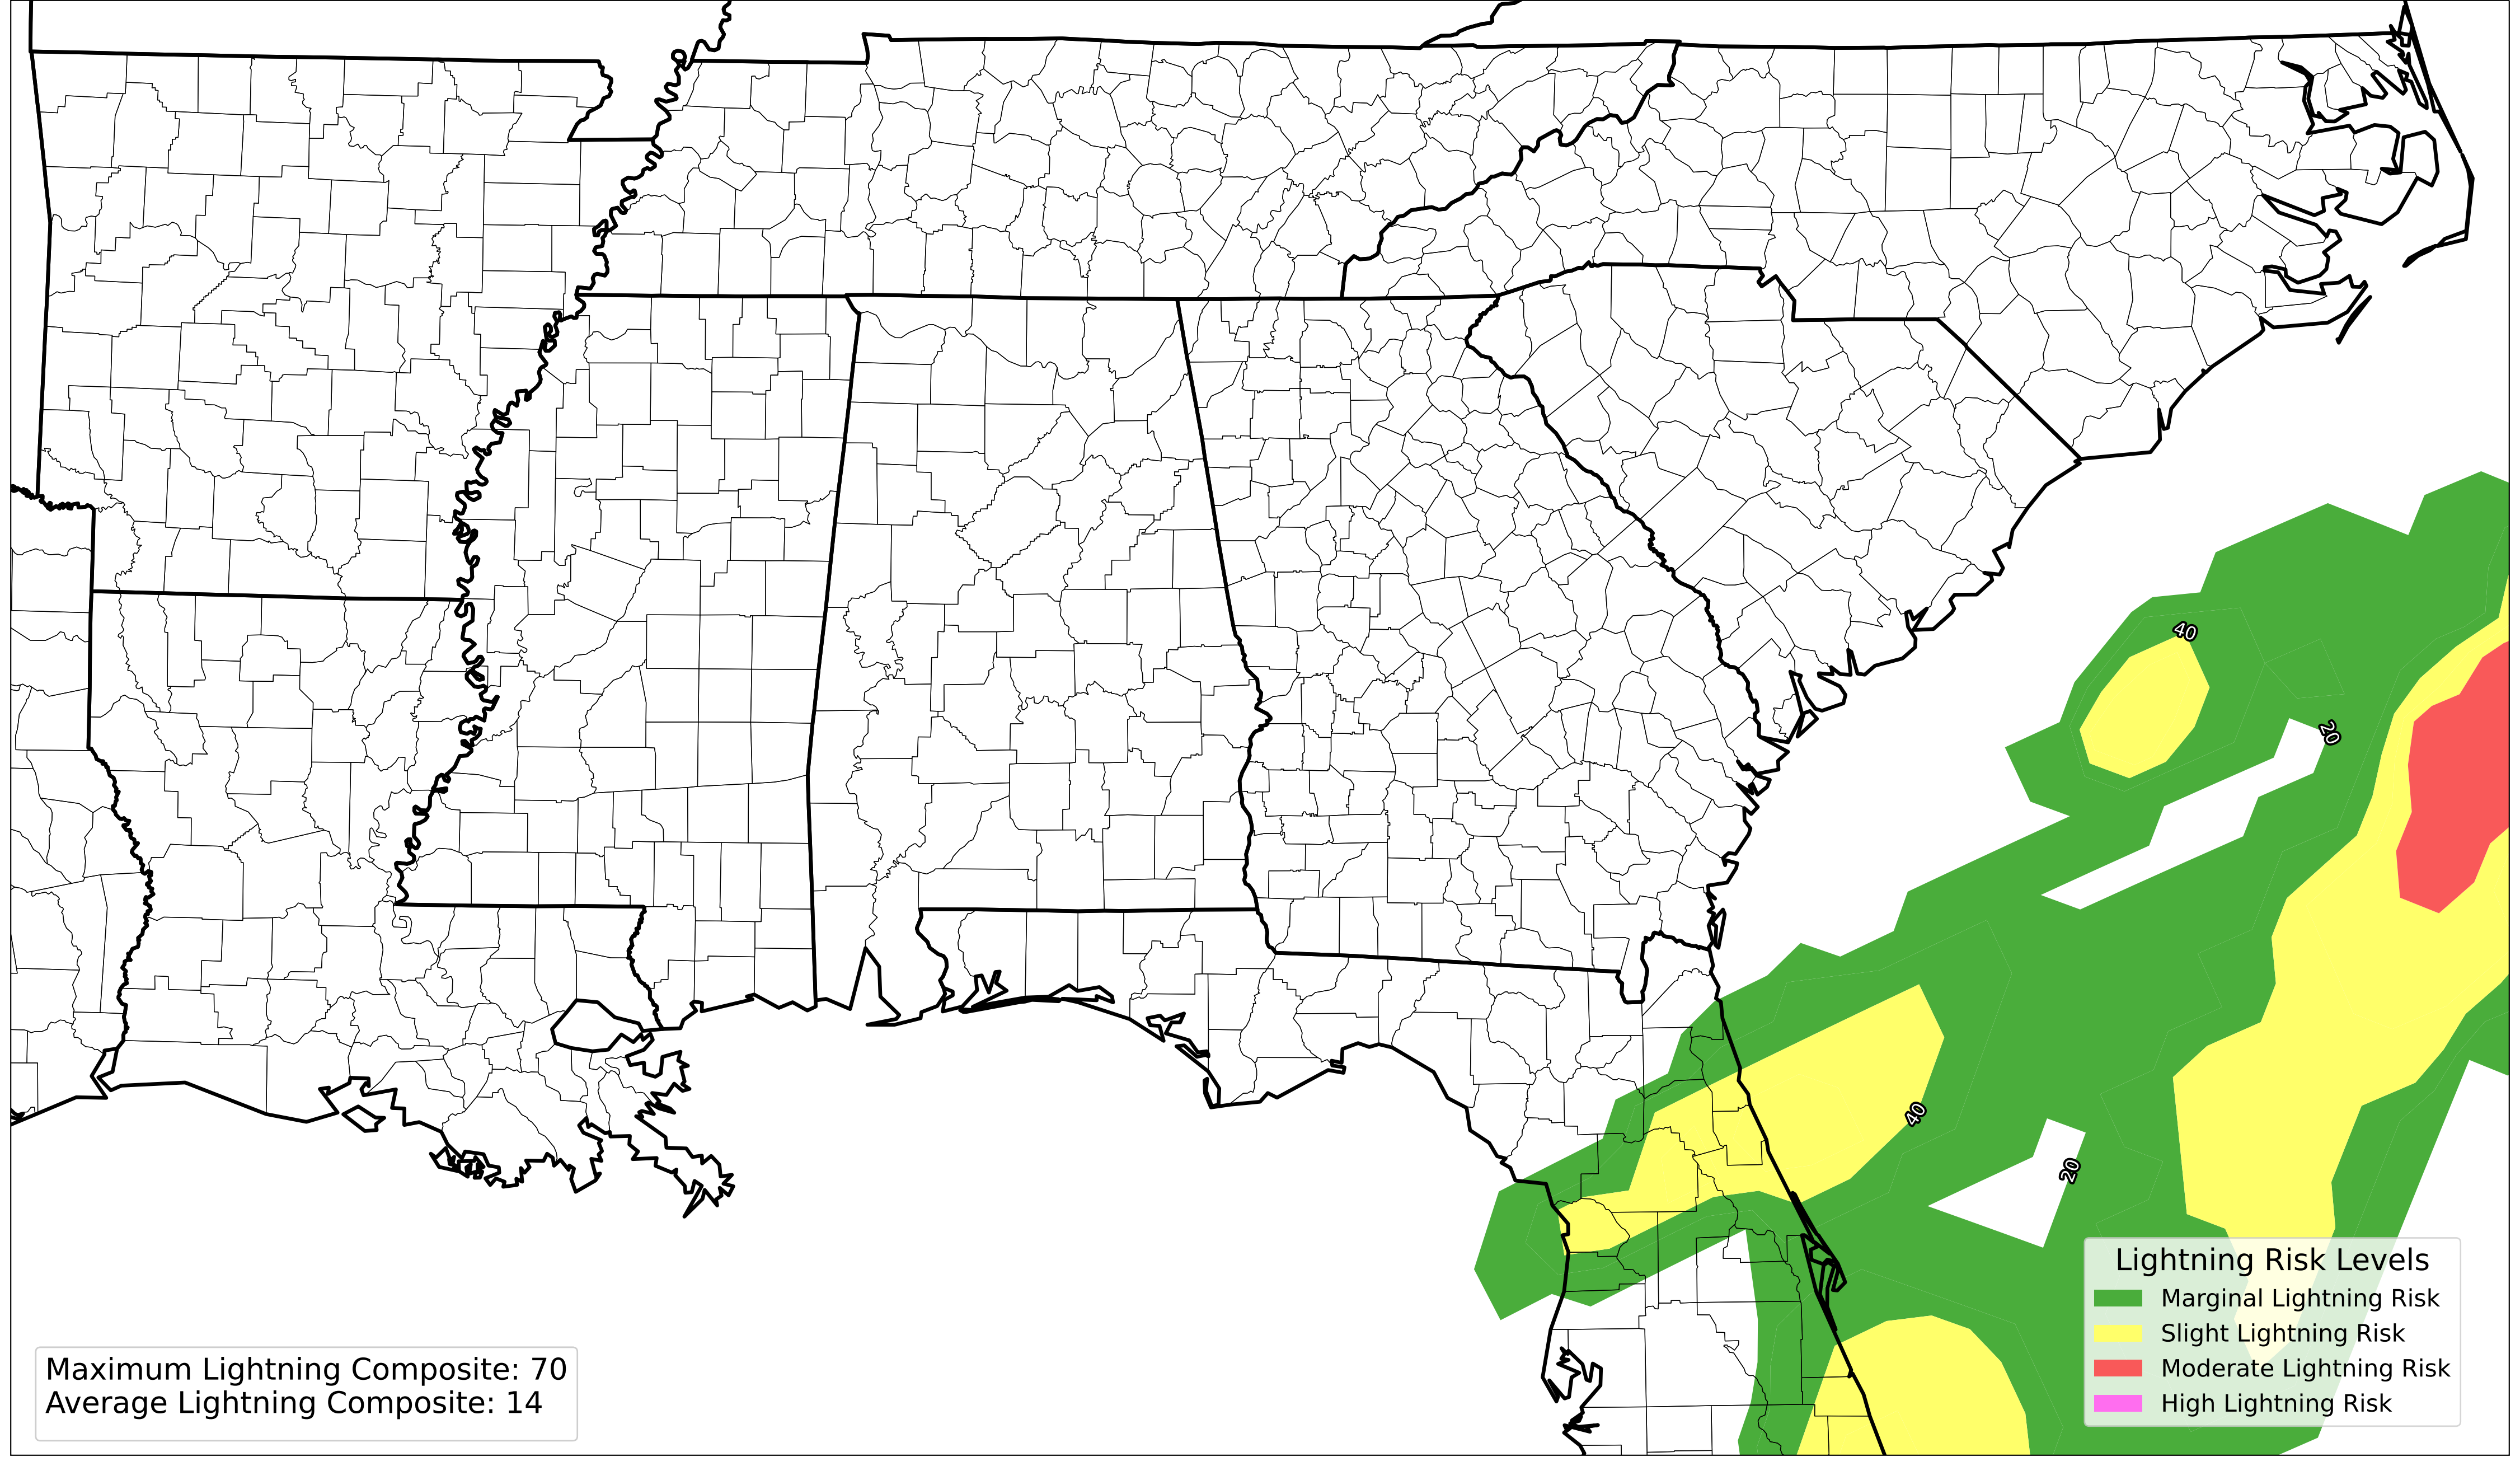 40
20
40
20
Lightning Risk Levels
Marginal Lightning Risk
Slight Lightning Risk
Moderate Lightning Risk
High Lightning Risk
Maximum Lightning Composite: 70
Average Lightning Composite: 14